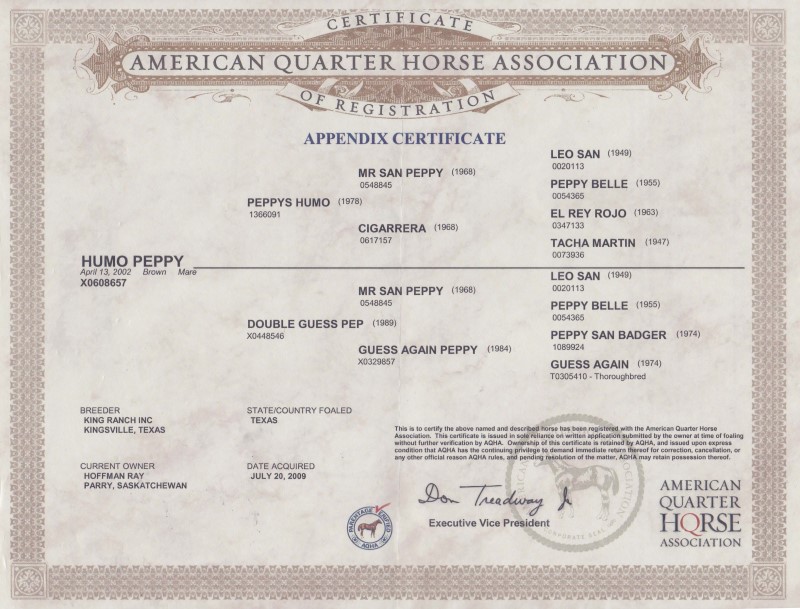 CERTIFICATE
AMERICAN QUARTER HORSE ASSOCIATION
OF REGISTRATION
APPENDIX CERTIFICATE
LEO SAN (1949)
0020113
MR SAN PEPPY (1968)
0548845
PEPPY BELLE (1955)
0054365
PEPPYS HUMO (1978)
1366091
EL REY ROJO (1963)
0347133
CIGARRERA (1968)
0617157
TACHA MARTIN (1947)
0073936
HUMO PEPPY
April 13, 2002 Brown Mare
X0608657
LEO SAN (1949)
0020113
MR SAN PEPPY (1968)
0548845
PEPPY BELLE (1955)
0054365
DOUBLE GUESS PEP (1989)
X0448546
PEPPY SAN BADGER (1974)
1089924
GUESS AGAIN PEPPY (1984)
X0329857
GUESS AGAIN (1974)
T0305410 - Thoroughbred
BREEDER
KING RANCH INC
KINGSVILLE, TEXAS
STATE/COUNTRY FOALED
TEXAS
CURRENT OWNER
HOFFMAN RAY
PARRY, SASKATCHEWAN
DATE ACQUIRED
JULY 20, 2009
This is to certify the above named and described horse has been registered with the American Quarter Horse
Association. This certificate is issued in sole reliance on written application submitted by the owner at time of foaling
without further verification by AQHA. Ownership of this certificate is retained by AQHA, and issued upon express
condition that AQHA has the continuing privilege to demand immediate return thereof for correction, cancellation, or
any other official reason AQHA rules, and pending resolution of the matter, AQHA may retain possession thereof.
PARENTAGE VERIFIED
AQHA
Don Treadway Jr
Executive Vice President
CORPORATE SEAL
AMERICAN
QUARTER
HORSE
ASSOCIATION